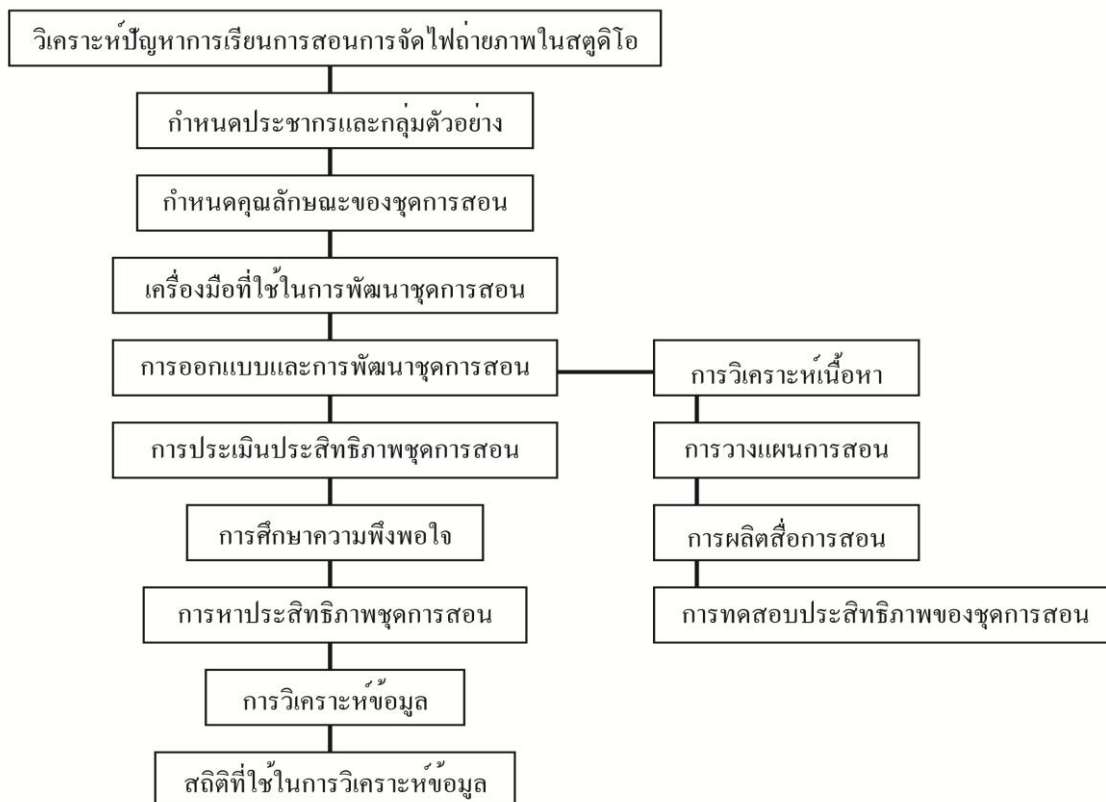 วิเคราะห์ปัญหาการเรียนการสอนการจัดไฟถ่ายภาพในสตูดิโอ
กำหนดประชากรและกลุ่มตัวอย่าง
กำหนดคุณลักษณะของชุดการสอน
เครื่องมือที่ใช้ในการพัฒนาชุดการสอน
การออกแบบและการพัฒนาชุดการสอน
การประเมินประสิทธิภาพชุดการสอน
การศึกษาความพึงพอใจ
การหาประสิทธิภาพชุดการสอน
การวิเคราะห์ข้อมูล
สถิติที่ใช้ในการวิเคราะห์ข้อมูล
การวิเคราะห์เนื้อหา
การวางแผนการสอน
การผลิตสื่อการสอน
การทดสอบประสิทธิภาพของชุดการสอน